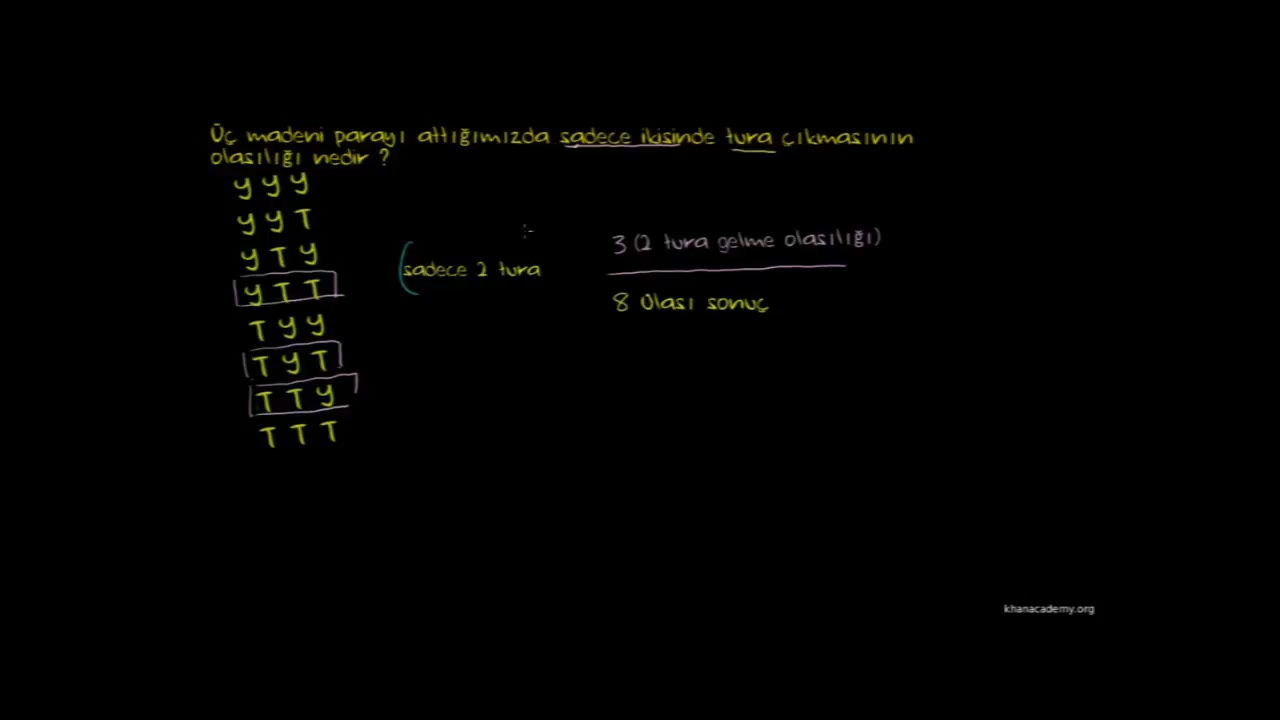 Üç madeni parayı attığımızda sadece ikisinde tura çıkmasının
olasılığı nedir ?
y y y
y y T
y T y
y T T
T y y
T y T
T T y
T T T
(sadece 2 tura
3 (2 tura gelme olasılığı)
8 Olası sonuç
khanacademy.org